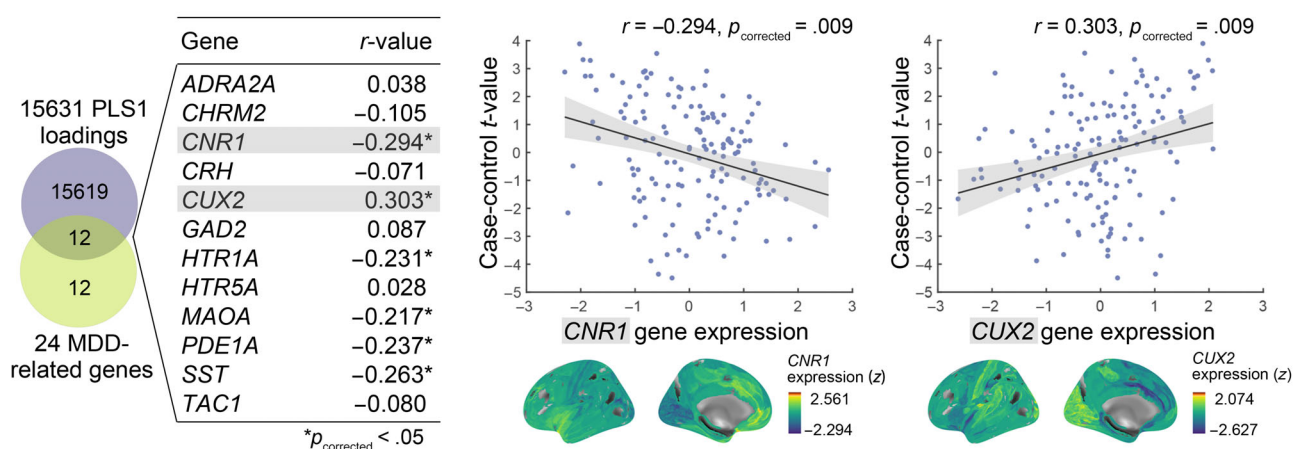 15631 PLS1
loadings
15619
12
12
24 MDD-
related genes
Gene r-value
ADRA2A 0.038
CHRM2 −0.105
CNR1 −0.294*
CRH −0.071
CUX2 0.303*
GAD2 0.087
HTR1A −0.231*
HTR5A 0.028
MAOA −0.217*
PDE1A −0.237*
SST −0.263*
TAC1 −0.080
*pcorrected < .05
r = −0.294, pcorrected = .009
Case-control t-value
4
3
2
1
0
−1
−2
−3
−4
−5
−3 −2 −1 0 1 2 3
CNR1 gene expression
CNR1
expression (z)
2.561
−2.294
r = 0.303, pcorrected = .009
Case-control t-value
4
3
2
1
0
−1
−2
−3
−4
−5
−3 −2 −1 0 1 2 3
CUX2 gene expression
CUX2
expression (z)
2.074
−2.627